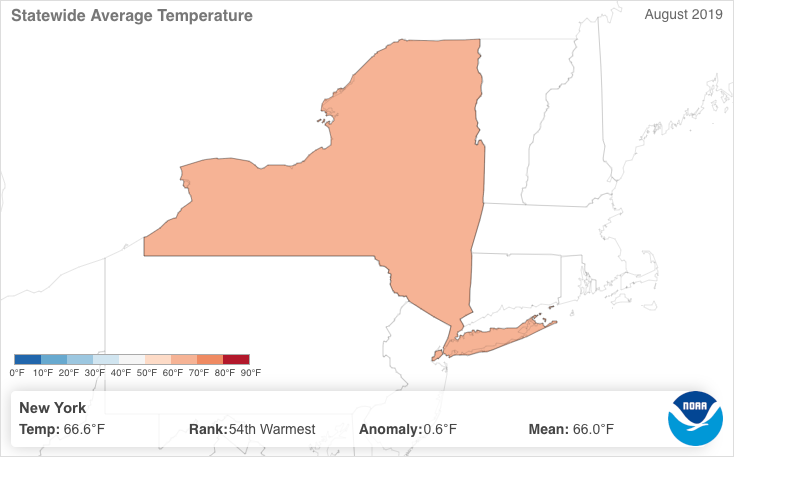 Statewide Average Temperature
August 2019
0°F 10°F 20°F 30°F 40°F 50°F 60°F 70°F 80°F 90°F
New York
Temp: 66.6°F Rank:54th Warmest Anomaly:0.6°F Mean: 66.0°F
NOAA